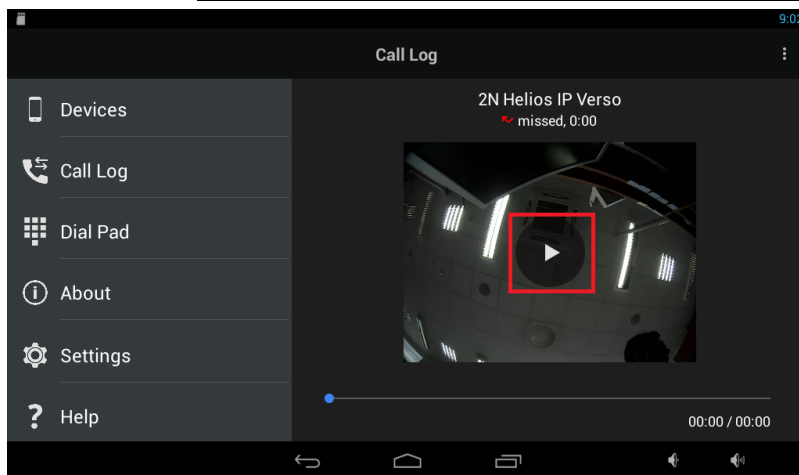 9:02
Call Log
Devices
Call Log
Dial Pad
About
Settings
Help
2N Helios IP Verso
missed, 0:00
00:00 / 00:00